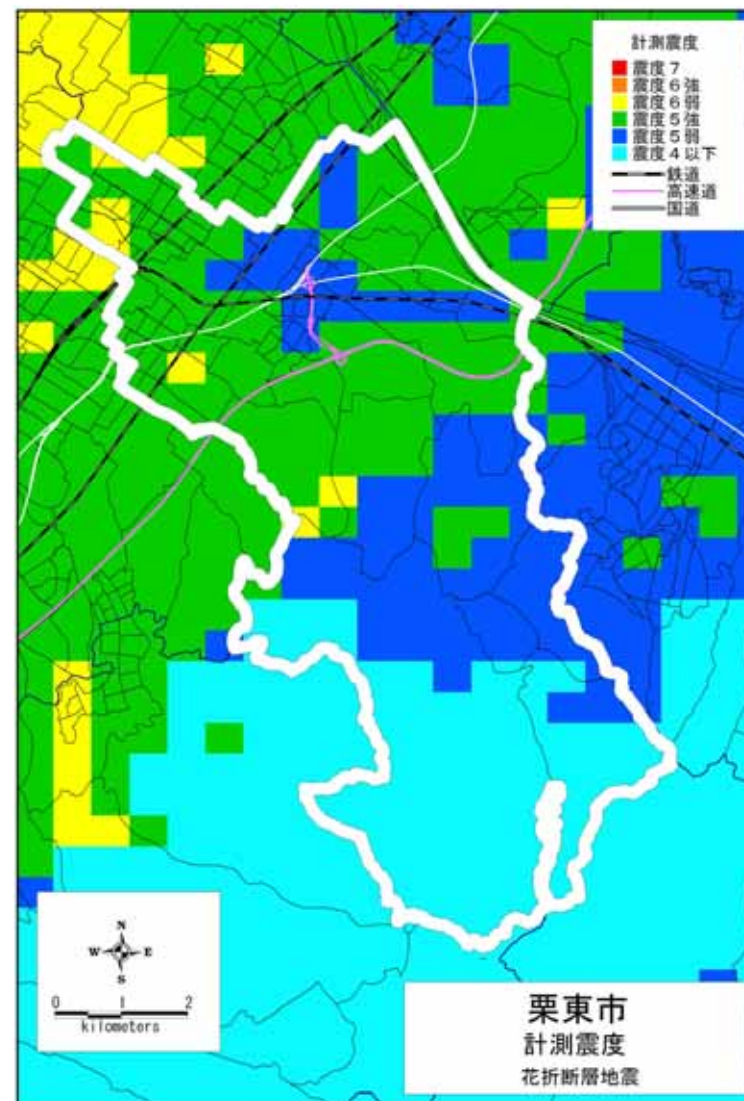 計測震度
震度７
震度６強
震度６弱
震度５強
震度５弱
震度４以下
鉄道
高速道
国道
N
W E
S
0 1 2
kilometers
栗東市
計測震度
花折断層地震